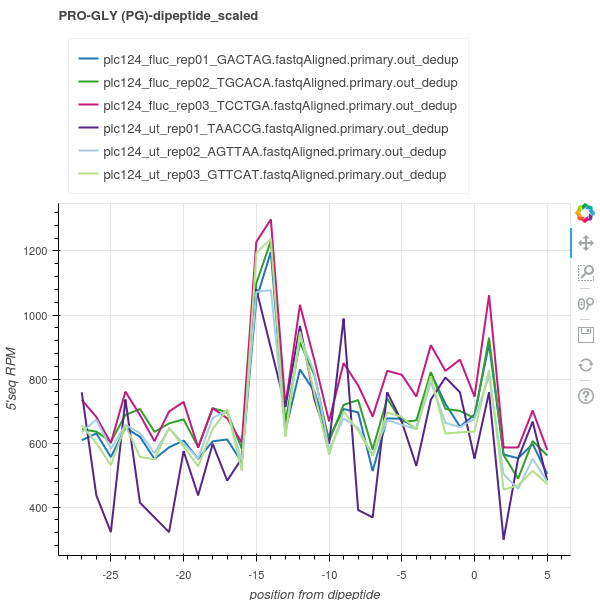 PRO-GLY (PG)-dipeptide_scaled
plc124_fluc_rep01_GACTAG.fastqAligned.primary.out_dedup
plc124_fluc_rep02_TGCACA.fastqAligned.primary.out_dedup
plc124_fluc_rep03_TCCTGA.fastqAligned.primary.out_dedup
plc124_ut_rep01_TAACCG.fastqAligned.primary.out_dedup
plc124_ut_rep02_AGTTAA.fastqAligned.primary.out_dedup
plc124_ut_rep03_GTTCAT.fastqAligned.primary.out_dedup
1200
1000
800
600
400
5'seq RPM
-25 -20 -15 -10 -5 0 5
position from dipeptide